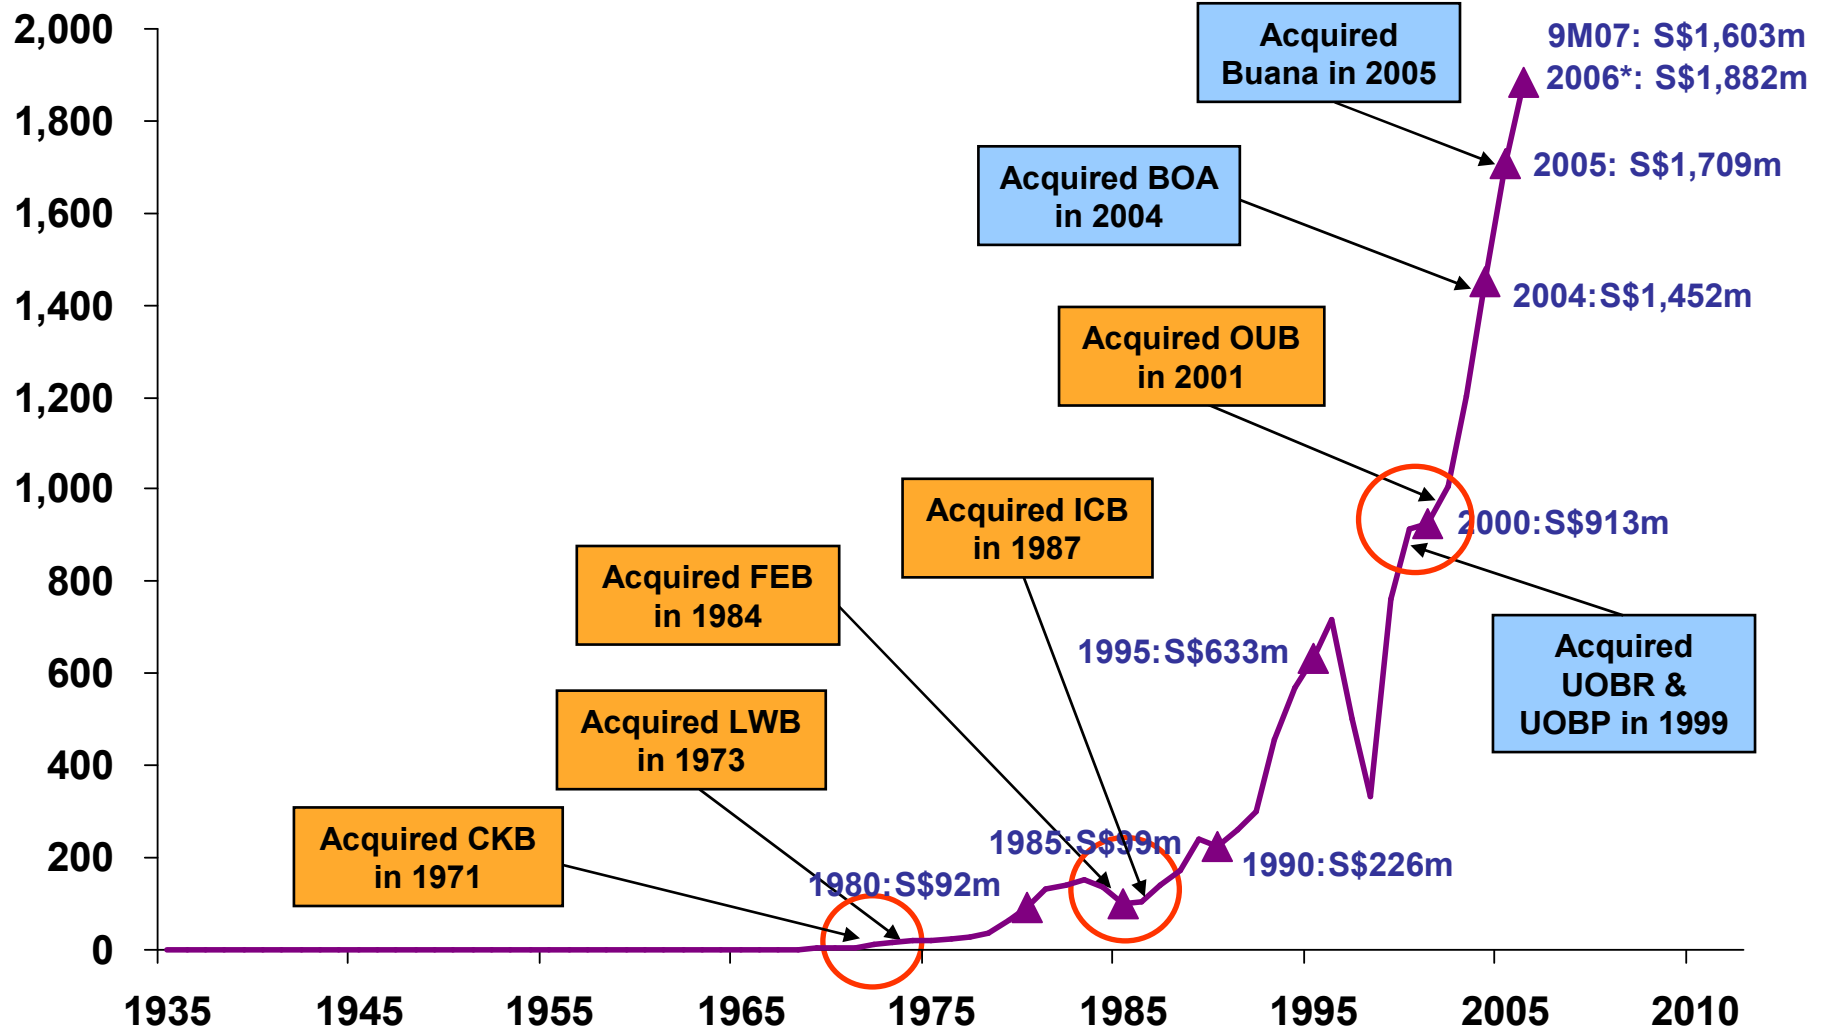 2,000
1,800
1,600
1,400
1,200
1,000
800
600
400
200
0
Acquired
Buana in 2005
9M07: S$1,603m
2006*: S$1,882m
Acquired BOA
in 2004
2005: S$1,709m
2004:S$1,452m
Acquired OUB
in 2001
Acquired ICB
in 1987
2000:S$913m
Acquired FEB
in 1984
1995:S$633m
Acquired
UOBR &
UOBP in 1999
Acquired LWB
in 1973
Acquired CKB
in 1971
1985:S$99m
1980:S$92m
1990:S$226m
1935
1945
1955
1965
1975
1985
1995
2005
2010